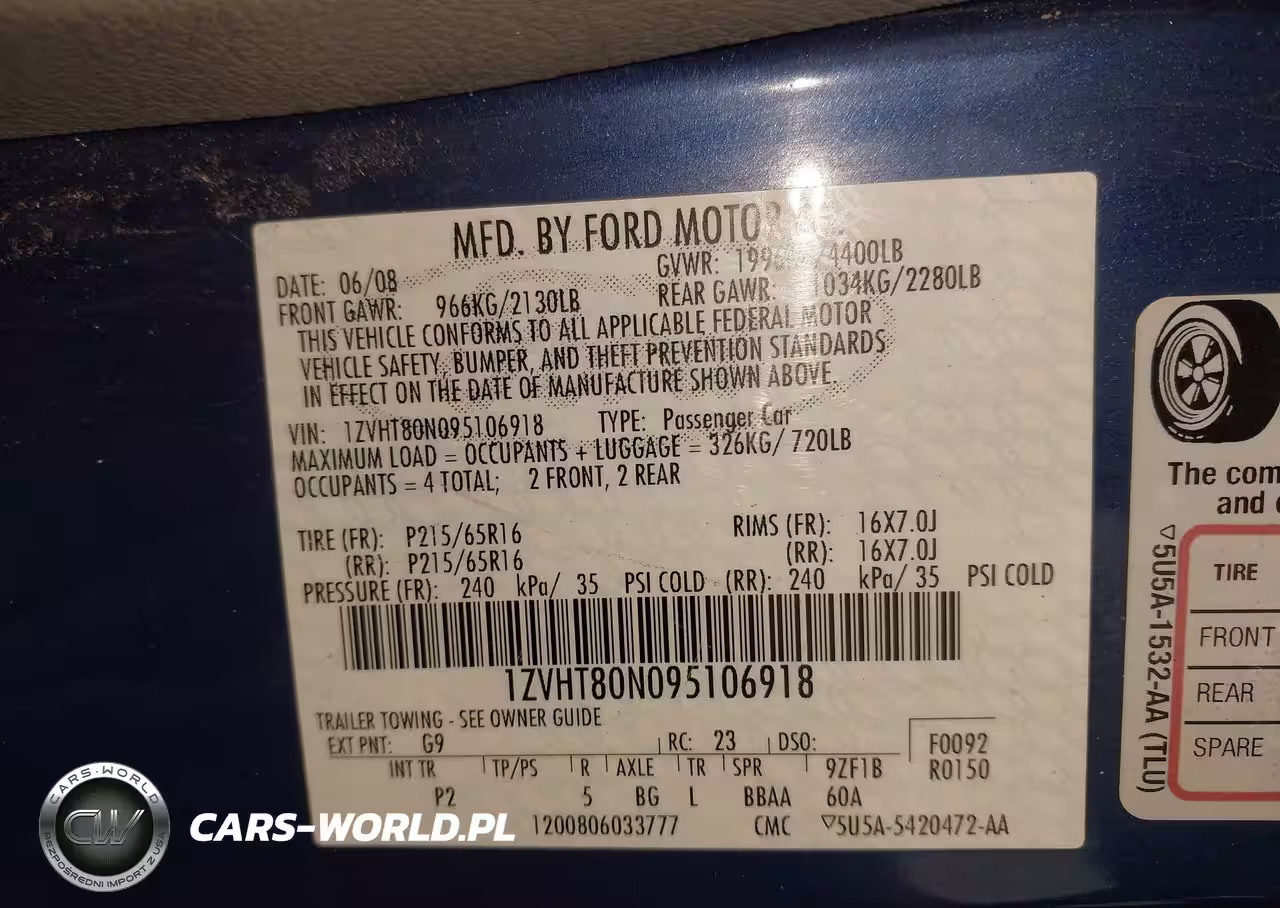 MFD. BY FORD MOTOR
DATE: 06/08
GVWR: 4400LB
FRONT GAWR: 966KG/2130LB
REAR GAWR: 1034KG/2280LB
THIS VEHICLE CONFORMS TO ALL APPLICABLE FEDERAL MOTOR
VEHICLE SAFETY, BUMPER, AND THEFT PREVENTION STANDARDS
IN EFFECT ON THE DATE OF MANUFACTURE SHOWN ABOVE
VIN: 1ZVHT80N095106918 TYPE: Passenger Car
MAXIMUM LOAD = OCCUPANTS + LUGGAGE = 326KG/ 720LB
OCCUPANTS = 4 TOTAL; 2 FRONT, 2 REAR
TIRE (FR): P215/65R16 RIMS (FR): 16X7.0J
(RR): P215/65R16 (RR): 16X7.0J
PRESSURE (FR): 240 kPa/ 35 PSI COLD (RR): 240 kPa/ 35 PSI COLD
1ZVHT80N095106918
TRAILER TOWING - SEE OWNER GUIDE
EXT PNT: G9 RC: 23 DSO: F0092
INT TR TP/PS R AXLE TR SPR 9ZF1B R0150
P2 5 BG L BBAA 60A
1200806033777 CMC ▽5U5A-5420472-AA
The com
and
▽5U5A-1532-AA (TLU)
TIRE
FRONT
REAR
SPARE
CARS-WORLD
CW
BEZPOŚREDNI IMPORT Z USA
CARS-WORLD.PL